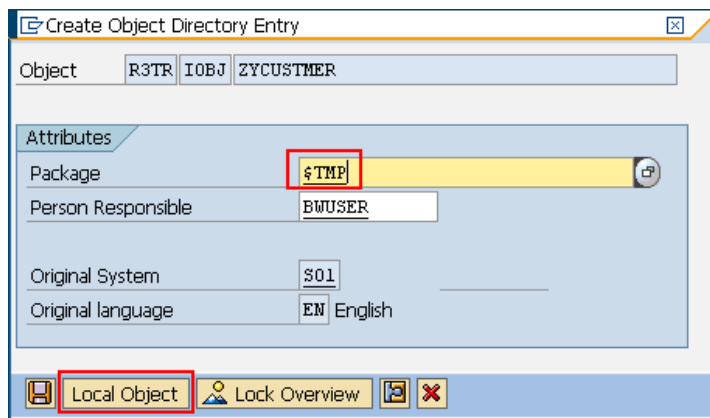 Create Object Directory Entry
Object R3TR IOBJ ZYCUSTMER
Attributes
Package $TMP
Person Responsible BWUSER
Original System S01
Original language EN English
Local Object Lock Overview